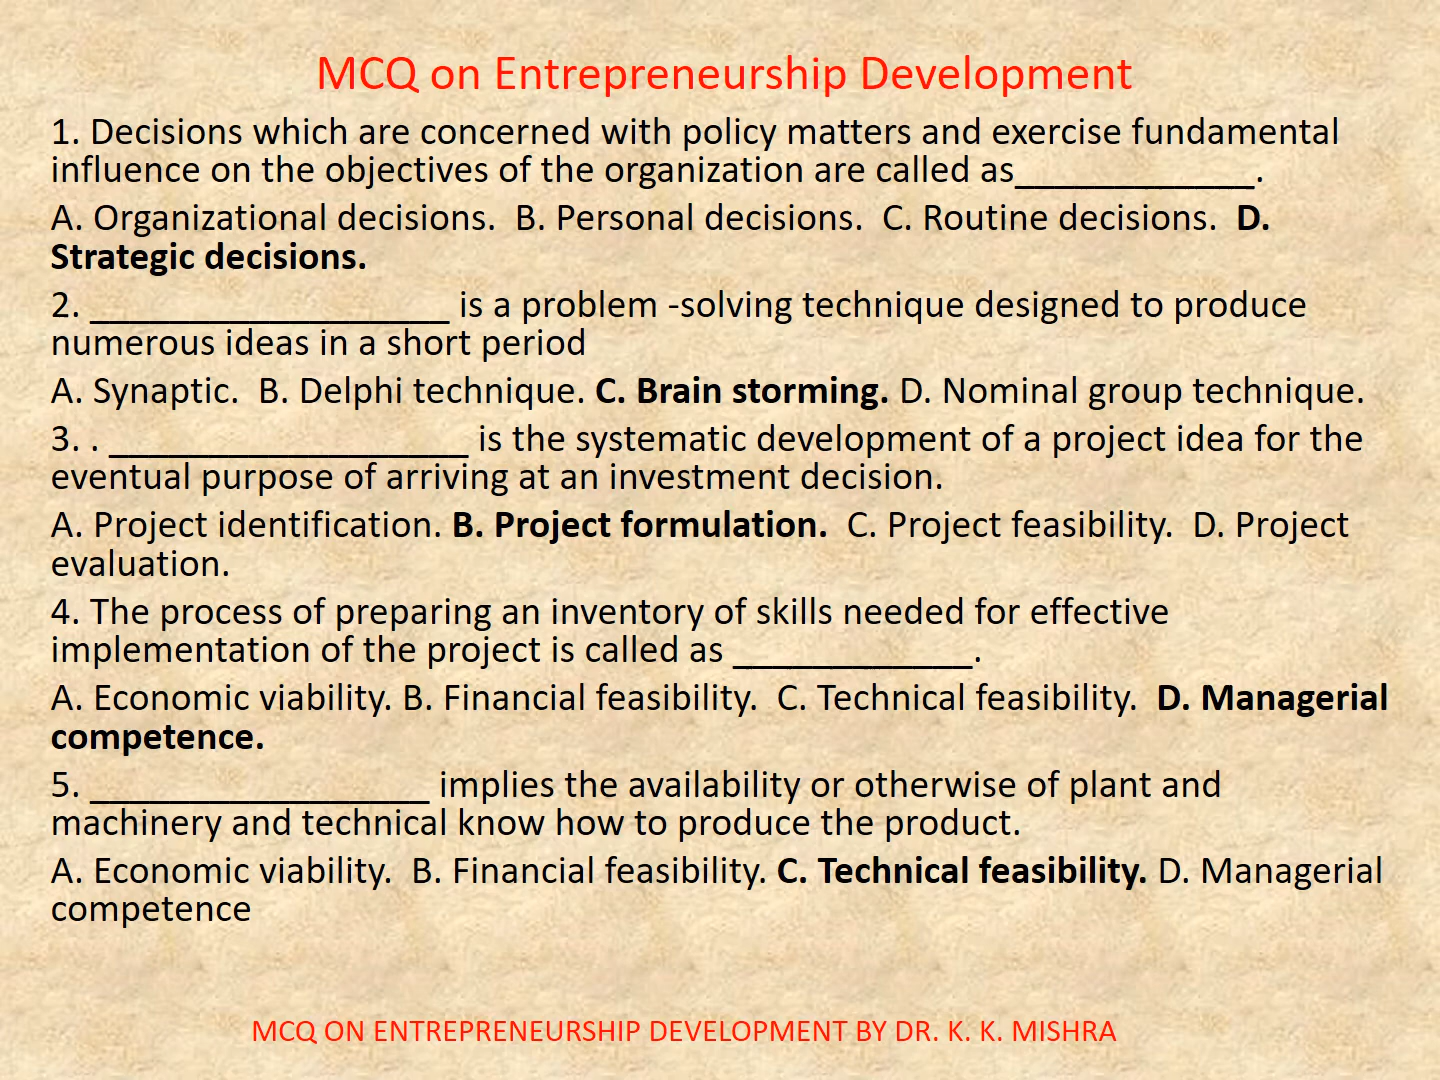 MCQ on Entrepreneurship Development
1. Decisions which are concerned with policy matters and exercise fundamental
influence on the objectives of the organization are called as____________.
A. Organizational decisions.  B. Personal decisions.  C. Routine decisions.  D.
Strategic decisions.
2. __________________ is a problem -solving technique designed to produce
numerous ideas in a short period
A. Synaptic.  B. Delphi technique. C. Brain storming. D. Nominal group technique.
3. . __________________ is the systematic development of a project idea for the
eventual purpose of arriving at an investment decision.
A. Project identification. B. Project formulation.  C. Project feasibility.  D. Project
evaluation.
4. The process of preparing an inventory of skills needed for effective
implementation of the project is called as ____________.
A. Economic viability. B. Financial feasibility.  C. Technical feasibility.  D. Managerial
competence.
5. _________________ implies the availability or otherwise of plant and
machinery and technical know how to produce the product.
A. Economic viability.  B. Financial feasibility. C. Technical feasibility. D. Managerial
competence
MCQ ON ENTREPRENEURSHIP DEVELOPMENT BY DR. K. K. MISHRA